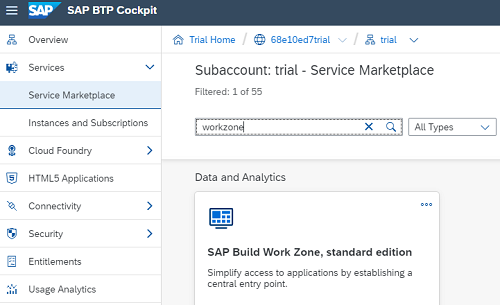 SAP SAP BTP Cockpit
Overview
Trial Home / 68e10ed7trial / trial
Services
Subaccount: trial - Service Marketplace
Service Marketplace
Filtered: 1 of 55
Instances and Subscriptions
workzone
All Types
Cloud Foundry
HTML5 Applications
Data and Analytics
Connectivity
Security
SAP Build Work Zone, standard edition
Entitlements
Simplify access to applications by establishing a
central entry point.
Usage Analytics